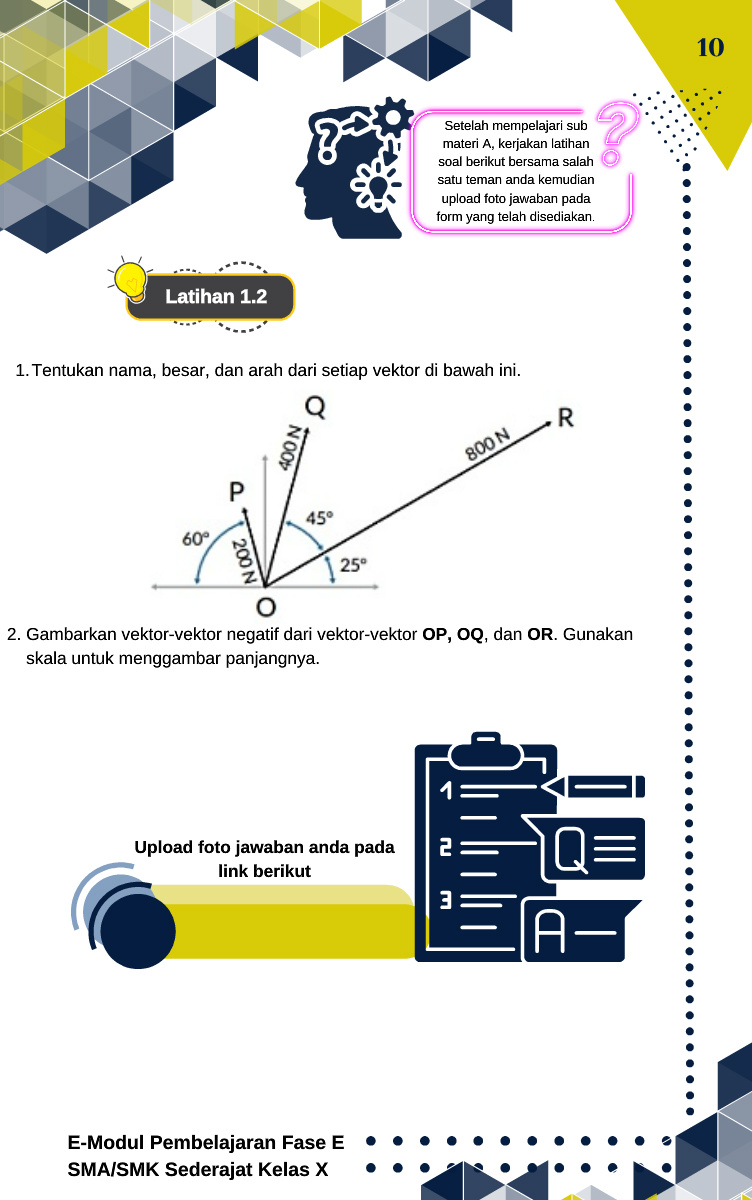 10
Setelah mempelajari sub
materi A, kerjakan latihan
soal berikut bersama salah
satu teman anda kemudian
upload foto jawaban pada
form yang telah disediakan.
Latihan 1.2
1. Tentukan nama, besar, dan arah dari setiap vektor di bawah ini.
Q
R
400 N
800 N
P
45°
60°
200 N
25°
O
2. Gambarkan vektor-vektor negatif dari vektor-vektor OP, OQ, dan OR. Gunakan
skala untuk menggambar panjangnya.
1
2
Q
3
A
Upload foto jawaban anda pada
link berikut
E-Modul Pembelajaran Fase E
SMA/SMK Sederajat Kelas X